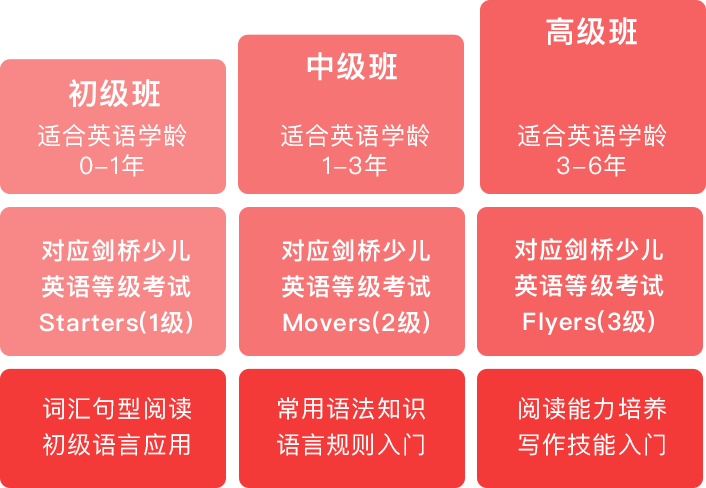 初级班
适合英语学龄
0-1年
中级班
适合英语学龄
1-3年
高级班
适合英语学龄
3-6年
对应剑桥少儿
英语等级考试
Starters(1级)
对应剑桥少儿
英语等级考试
Movers(2级)
对应剑桥少儿
英语等级考试
Flyers(3级)
词汇句型阅读
初级语言应用
常用语法知识
语言规则入门
阅读能力培养
写作技能入门